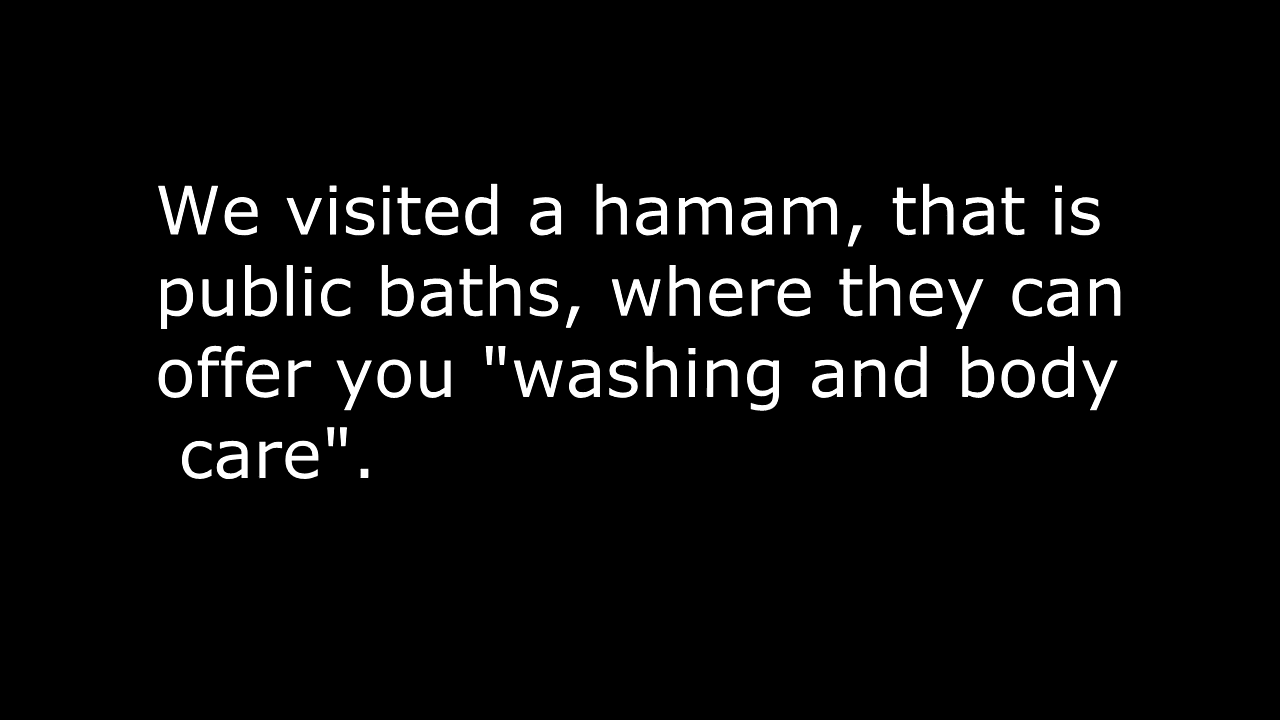 We visited a hamam, that is
public baths, where they can
offer you "washing and body
care".